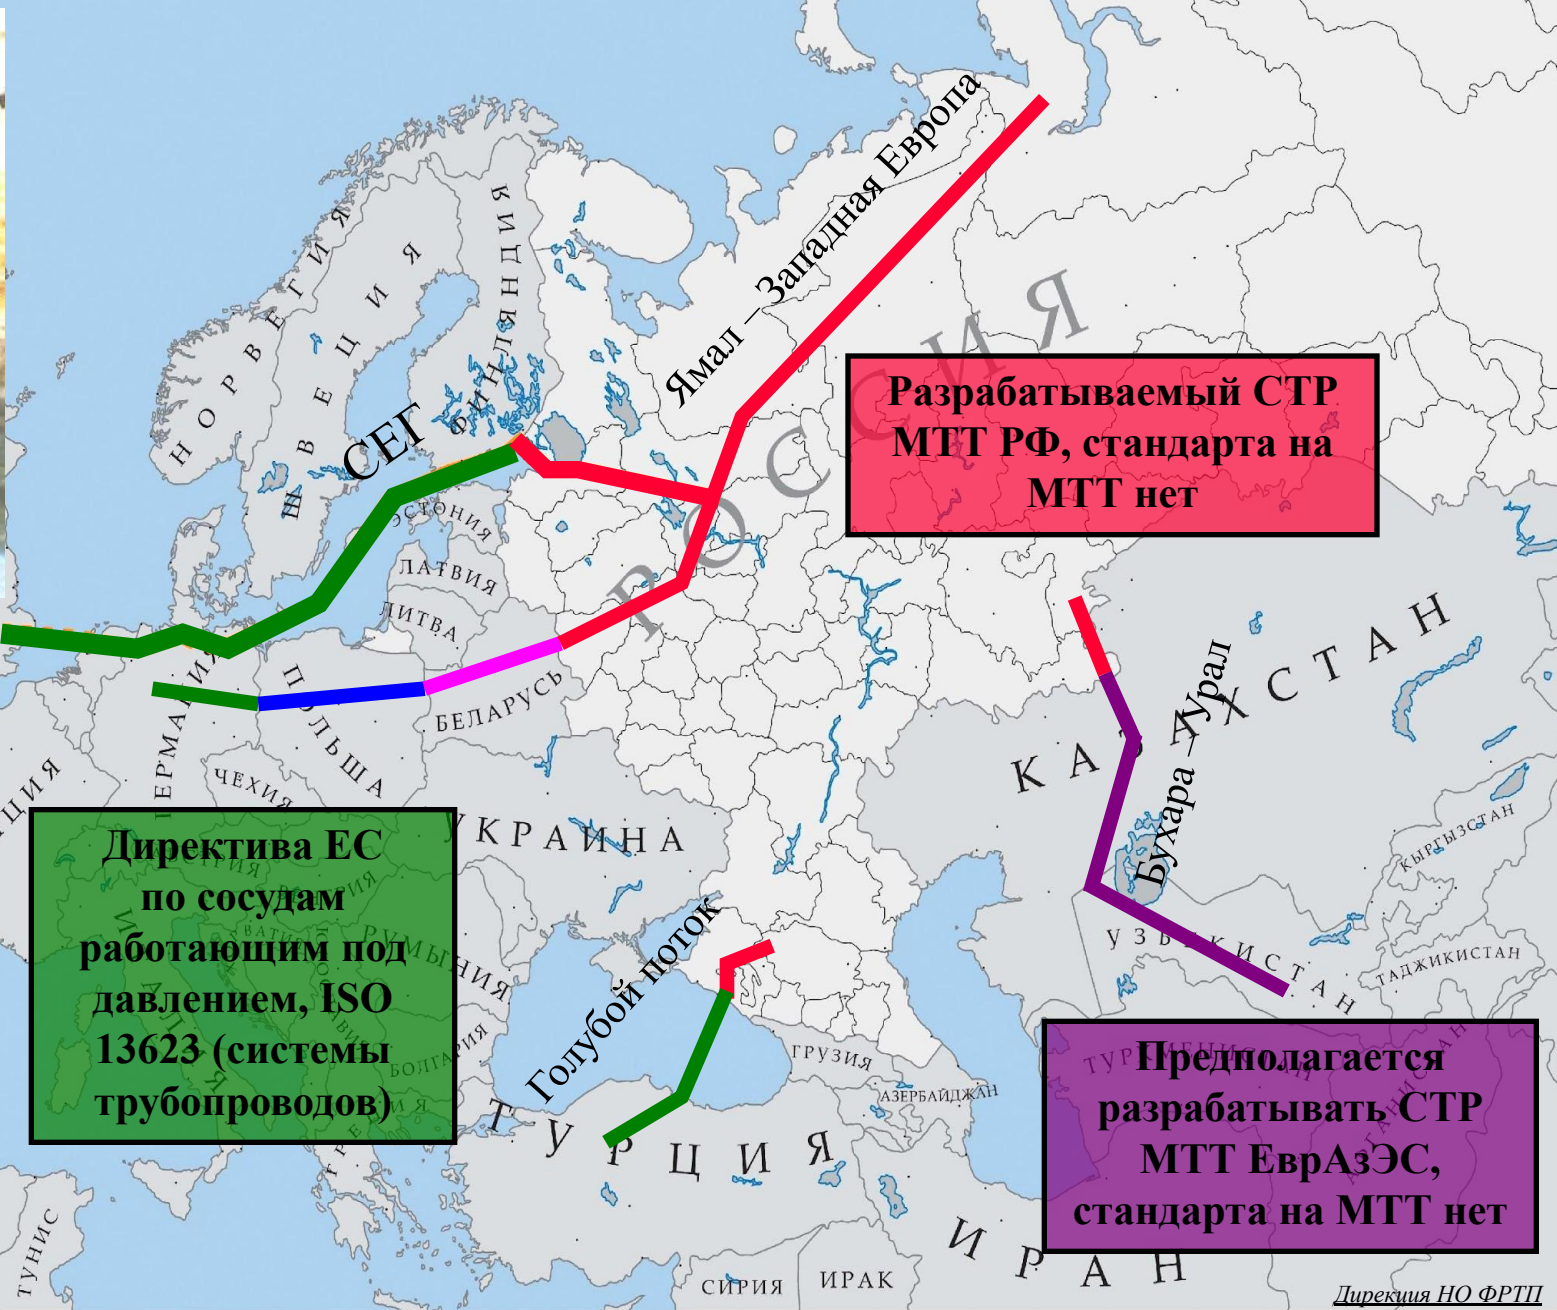 Ямал – Западная Европа
НОРВЕГИЯ
ШВЕЦИЯ
ФИНЛЯНДИЯ
РОССИЯ
СЕГ
Разрабатываемый СТР
МТТ РФ, стандарта на
МТТ нет
ЭСТОНИЯ
ЛАТВИЯ
ЛИТВА
БЕЛАРУСЬ
ПОЛЬША
ГЕРМАНИЯ
ЧЕХИЯ
КАЗАХСТАН
Бухара – Урал
УКРАИНА
Директива ЕС
по сосудам
работающим под
давлением, ISO
13623 (системы
трубопроводов)
РУМЫНИЯ
БОЛГАРИЯ
Голубой поток
КЫРГЫЗСТАН
УЗБЕКИСТАН
ТАДЖИКИСТАН
ГРУЗИЯ
АЗЕРБАЙДЖАН
ТУРКМЕНИСТАН
Предполагается
разрабатывать СТР
МТТ ЕврАзЭС,
стандарта на МТТ нет
ТУРЦИЯ
ИРАН
ТУНИС
СИРИЯ
ИРАК
Дирекция НО ФРТП